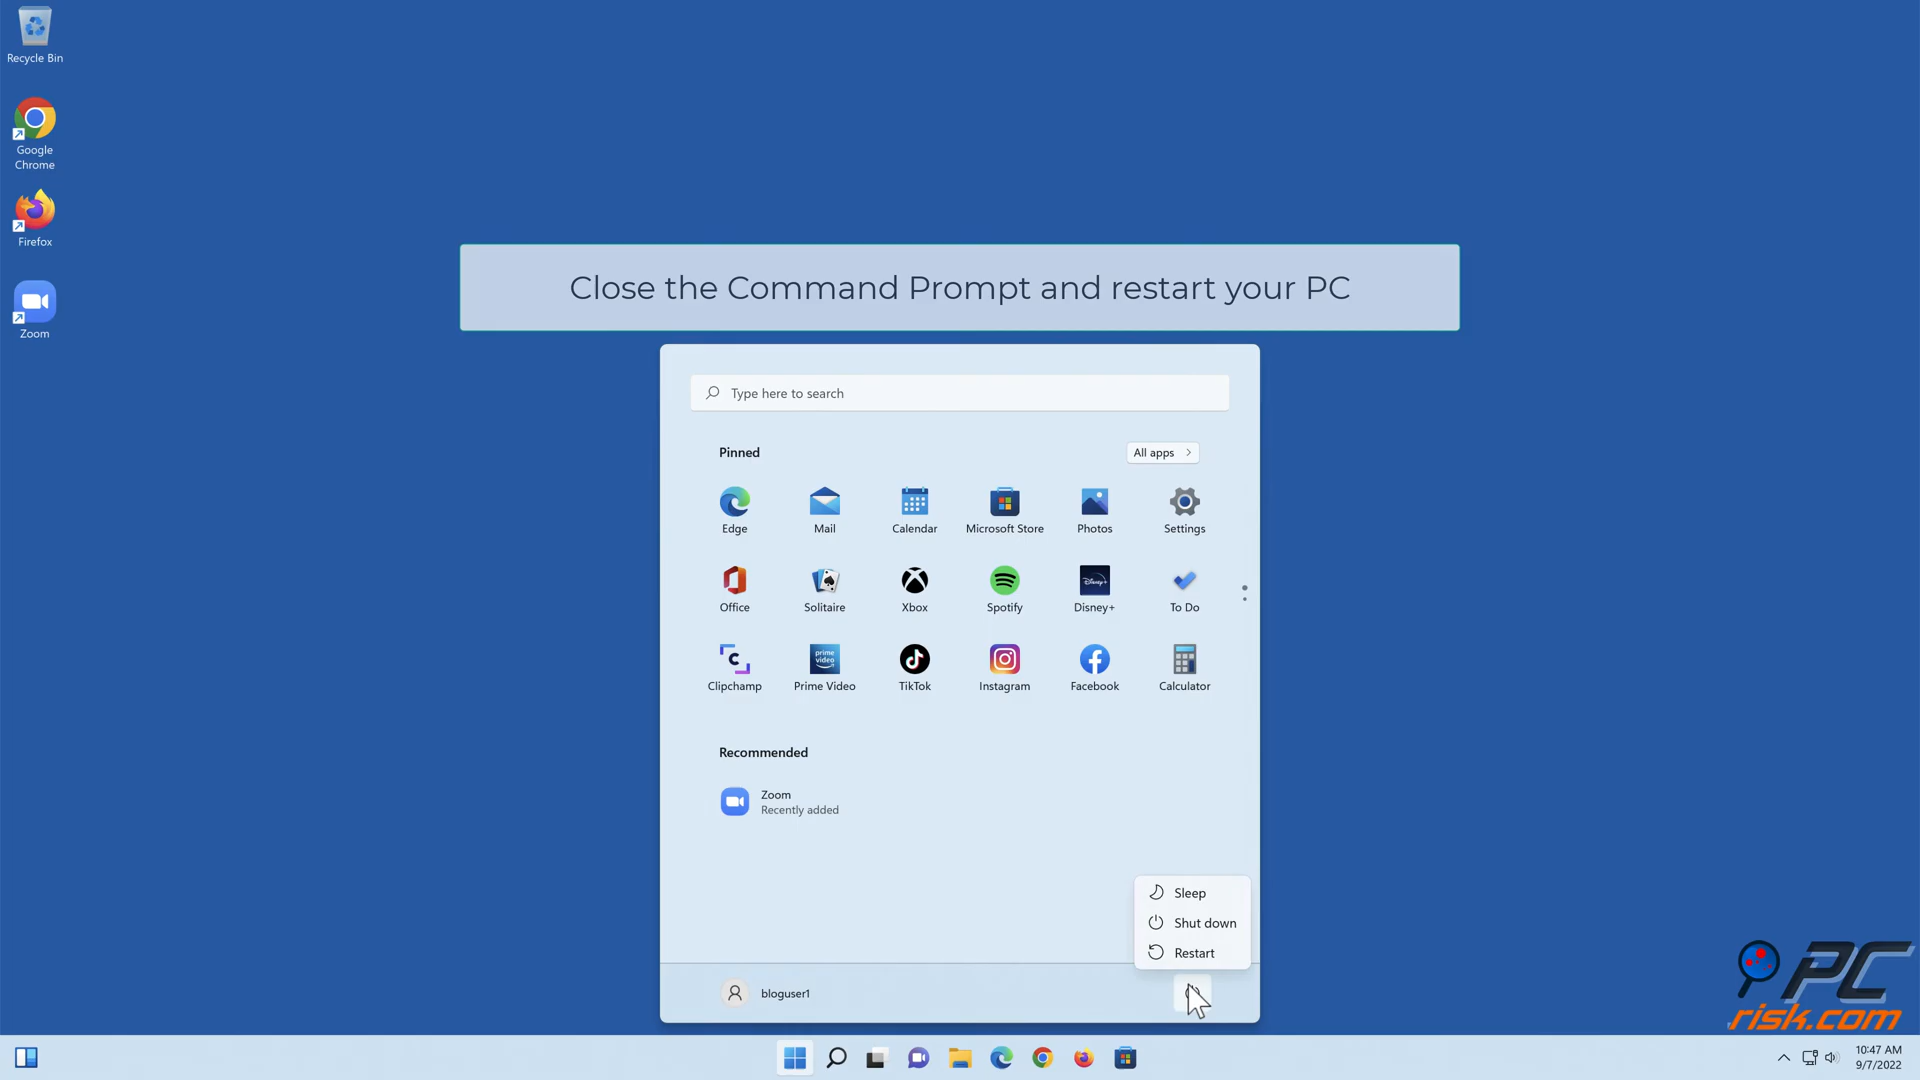 Recycle Bin
Google
Chrome
Firefox
Zoom
Close the Command Prompt and restart your PC
Type here to search
Pinned
All apps
Edge
Mail
Calendar
Microsoft Store
Photos
Settings
Office
Solitaire
Xbox
Spotify
Disney+
Disney+
To Do
Clipchamp
prime video
Prime Video
TikTok
Instagram
Facebook
Calculator
Recommended
Zoom
Recently added
Sleep
Shut down
Restart
bloguser1
PC
risk.com
10:47 AM
9/7/2022